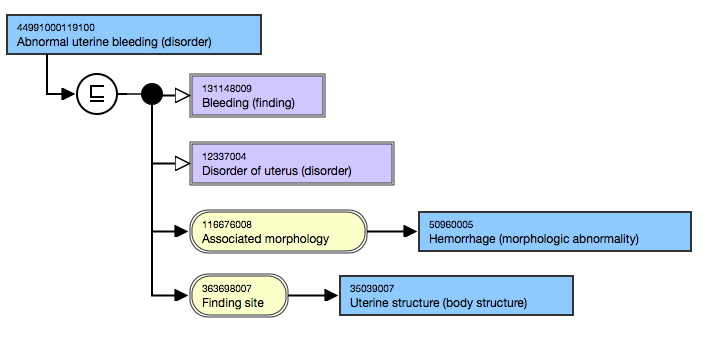 44991000119100
Abnormal uterine bleeding (disorder)
⊑
131148009
Bleeding (finding)
12337004
Disorder of uterus (disorder)
116676008
Associated morphology
50960005
Hemorrhage (morphologic abnormality)
363698007
Finding site
35039007
Uterine structure (body structure)